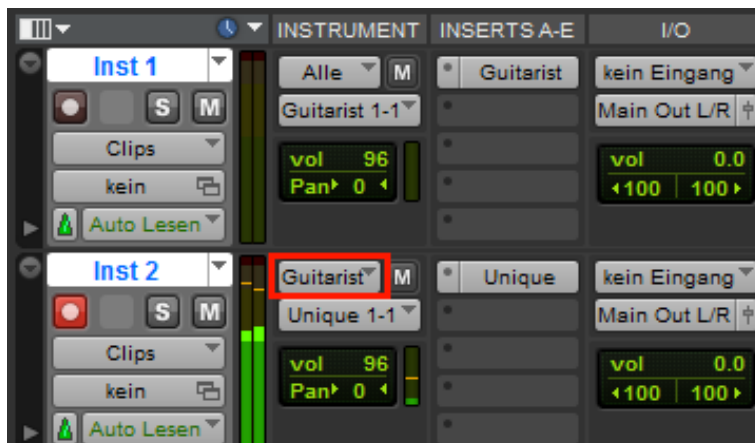 INSTRUMENT INSERTS A-E I/O
Inst 1 Alle M Guitarist kein Eingang
S M Guitarist 1-1 Main Out L/R
Clips vol 96 vol 0.0
kein Pan 0 100 100
Auto Lesen
Inst 2 Guitarist M Unique kein Eingang
S M Unique 1-1 Main Out L/R
Clips vol 96 vol 0.0
kein Pan 0 100 100
Auto Lesen